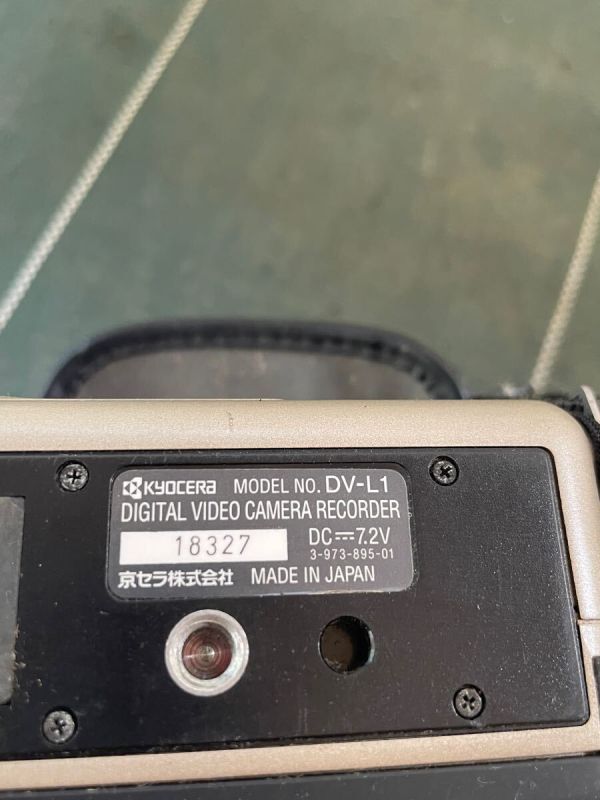 KYOCERA MODEL NO. DV-L1
DIGITAL VIDEO CAMERA RECORDER
18327 DC⎓7.2V
3-973-895-01
京セラ株式会社 MADE IN JAPAN